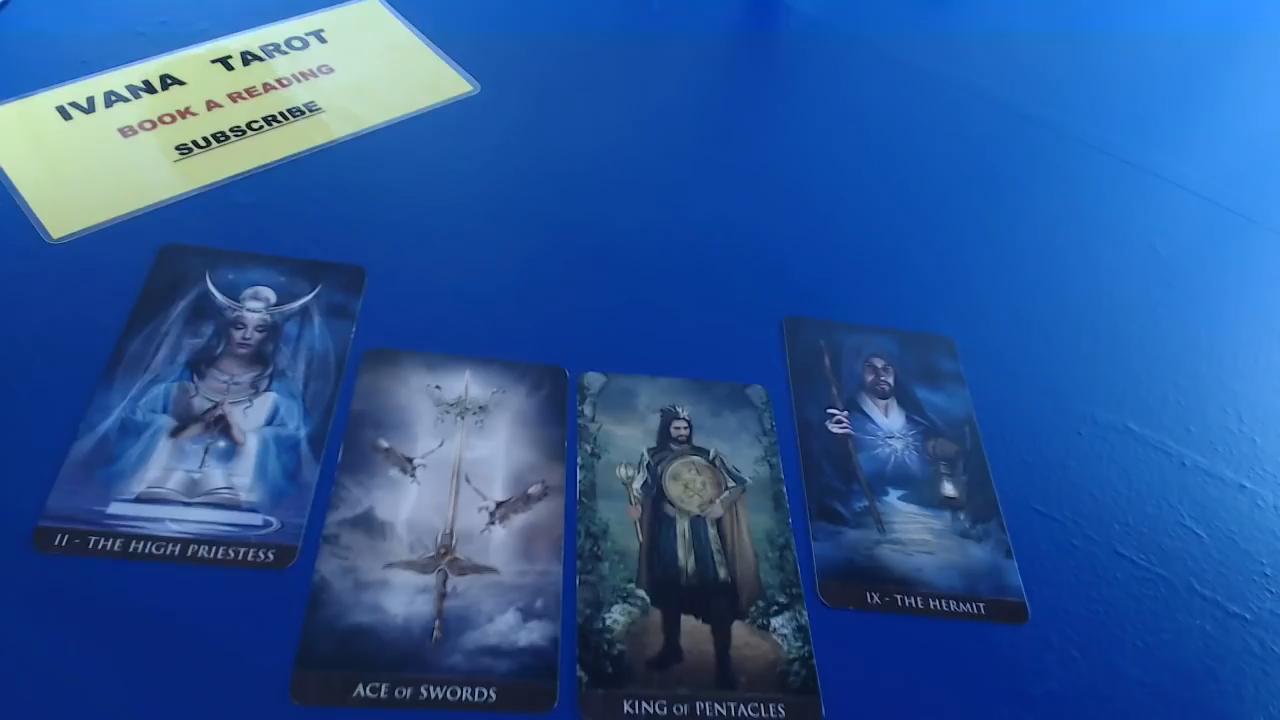 IVANA TAROT
BOOK A READING
SUBSCRIBE
II - THE HIGH PRIESTESS
ACE OF SWORDS
KING OF PENTACLES
IX - THE HERMIT